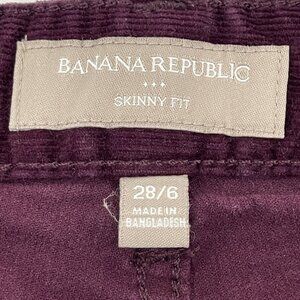 BANANA REPUBLIC
SKINNY FIT
28/6
MADE IN
BANGLADESH